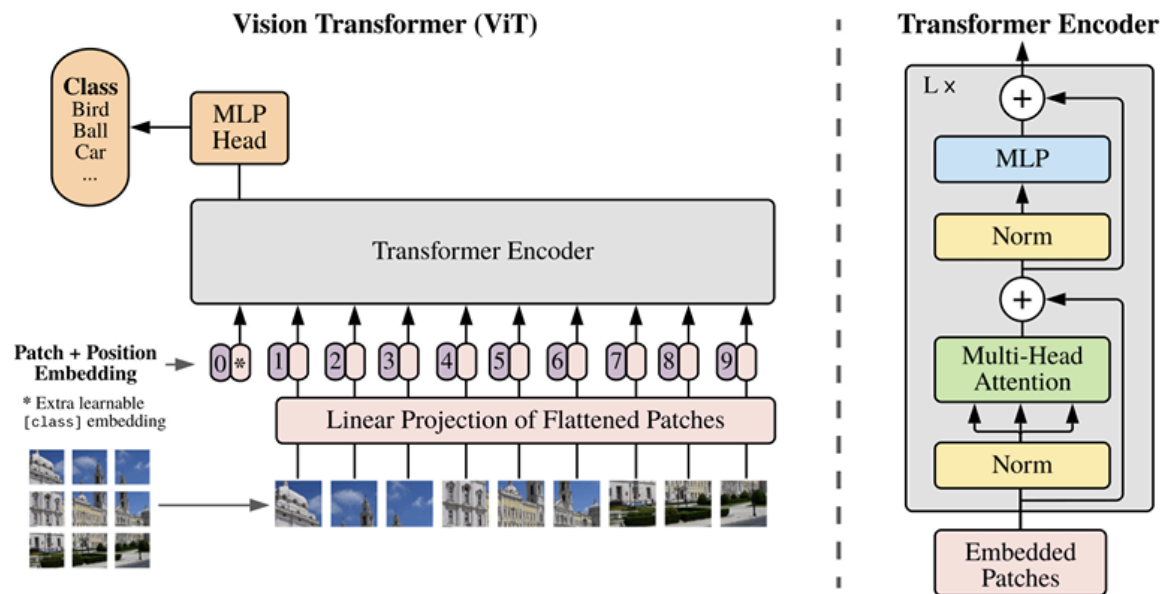 Vision Transformer (ViT)
Class
Bird
Ball
Car
...
MLP
Head
Transformer Encoder
Patch + Position
Embedding
* Extra learnable
[class] embedding
0 * 1 2 3 4 5 6 7 8 9
Linear Projection of Flattened Patches
Transformer Encoder
L ×
+
MLP
Norm
+
Multi-Head
Attention
Norm
Embedded
Patches